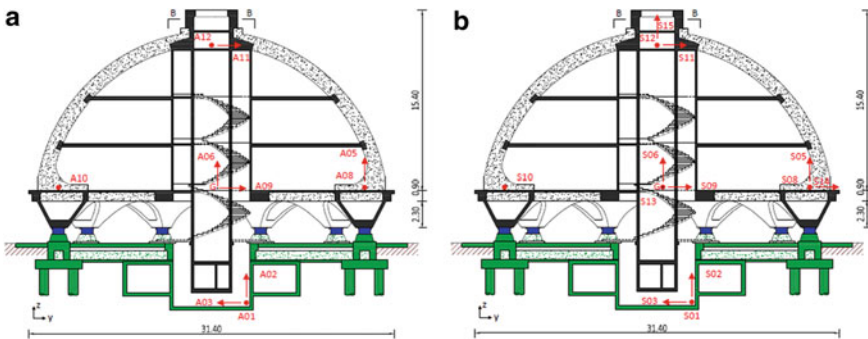 a
B B
A12
A11
15.40
A05
A06
A10
A08
G
A09
0.90
2.30
A02
A03
A01
z
y
31.40
b
B B
S15
S12
S11
15.40
S05
S06
S10
S08
S14
G
S09
0.90
S13
2.30
S02
S03
S01
z
y
31.40